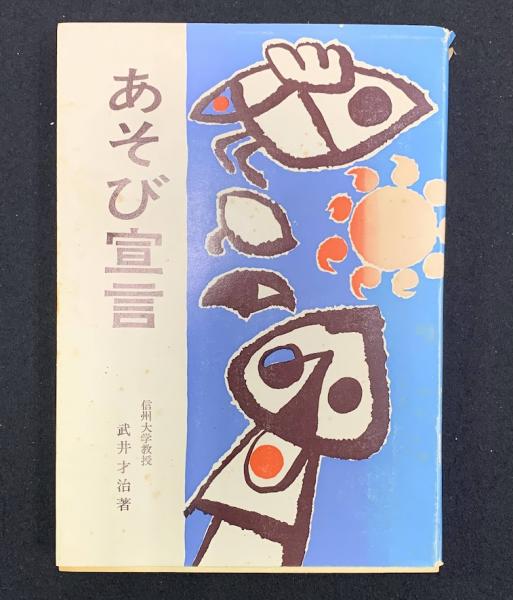 あそび宣言
信州大学教授
武井才治著